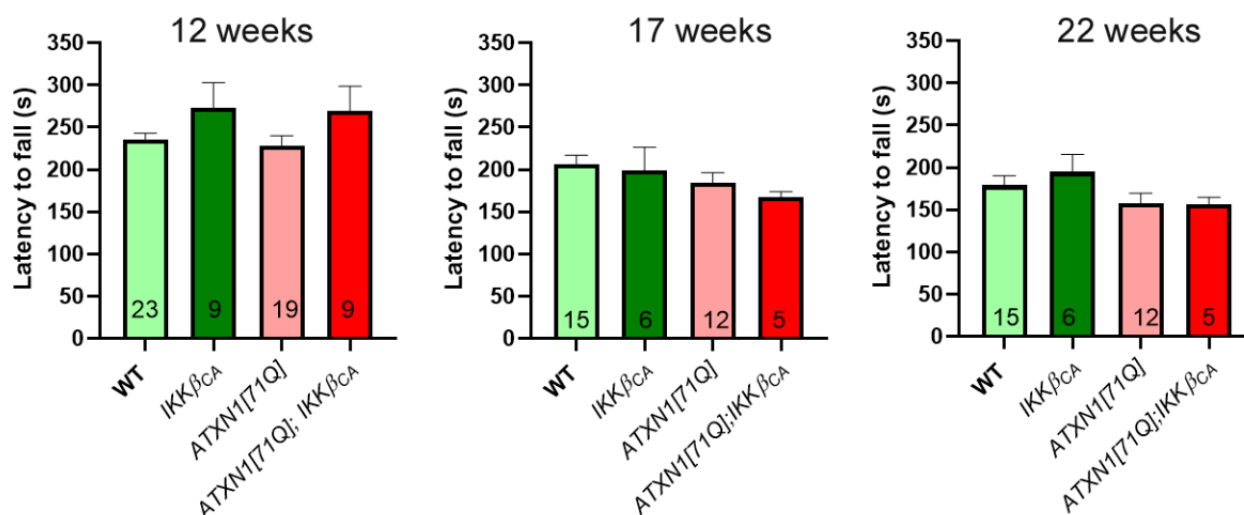 12 weeks
350
300
250
200
150
100
50
0
Latency to fall (s)
23
9
19
9
WT
IKKβCA
ATXN1[71Q]
ATXN1[71Q]; IKKβCA
17 weeks
350
300
250
200
150
100
50
0
Latency to fall (s)
15
6
12
5
WT
IKKβCA
ATXN1[71Q]
ATXN1[71Q];IKKβCA
22 weeks
350
300
250
200
150
100
50
0
Latency to fall (s)
15
6
12
5
WT
IKKβCA
ATXN1[71Q]
ATXN1[71Q];IKKβCA